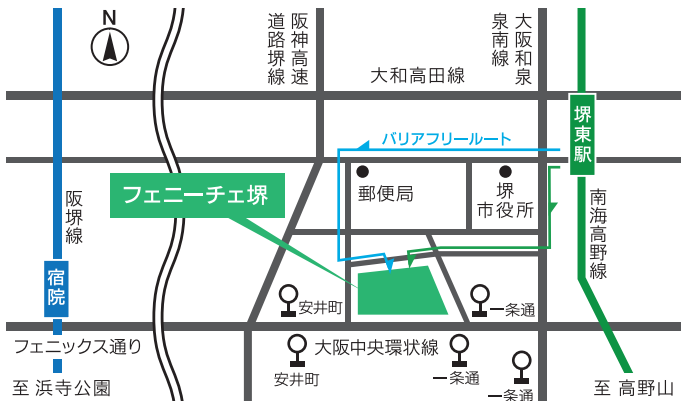 N
阪神高速
道路堺線
大和高田線
大阪和泉
泉南線
堺東駅
バリアフリールート
郵便局
堺
市役所
南海高野線
フェニーチェ堺
阪堺線
宿院
安井町
一条通
フェニックス通り
大阪中央環状線
安井町
一条通
一条通
至 浜寺公園
至 高野山